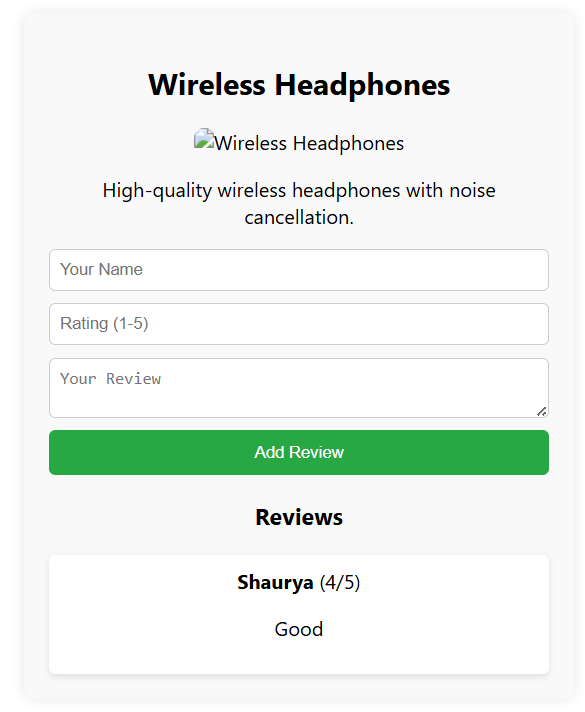 Wireless Headphones
Wireless Headphones
High-quality wireless headphones with noise
cancellation.
Your Name
Rating (1-5)
Your Review
Add Review
Reviews
Shaurya (4/5)
Good